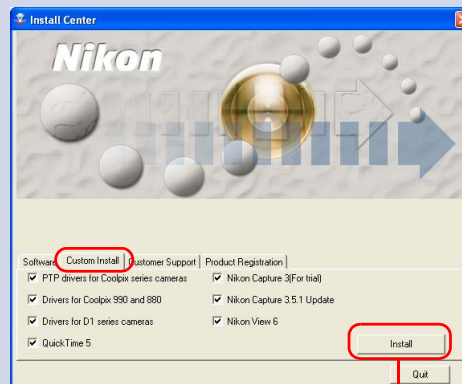 Install Center
Nikon
Software Custom Install Customer Support Product Registration
PTP drivers for Coolpix series cameras
Nikon Capture 3(For trial)
Drivers for Coolpix 990 and 880
Nikon Capture 3.5.1 Update
Drivers for D1 series cameras
Nikon View 6
QuickTime 5
Install
Quit